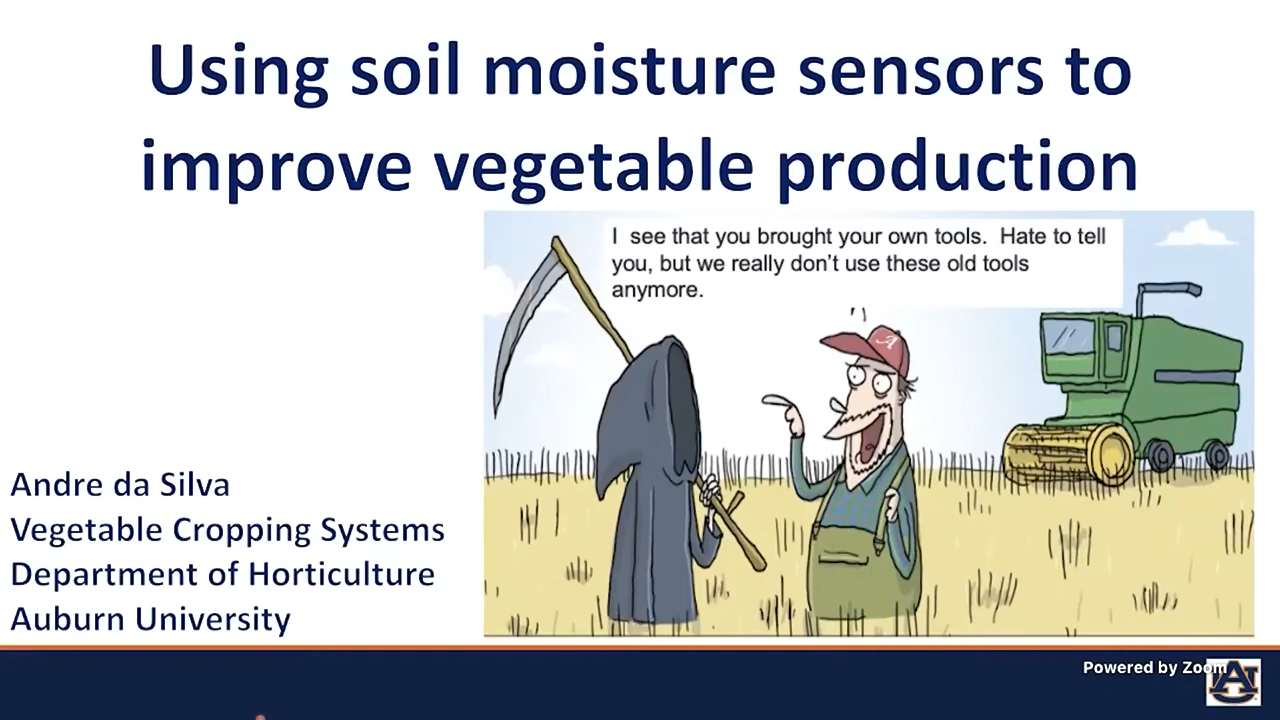 Using soil moisture sensors to
improve vegetable production
I see that you brought your own tools. Hate to tell
you, but we really don't use these old tools
anymore.
A
Andre da Silva
Vegetable Cropping Systems
Department of Horticulture
Auburn University
Powered by Zoom
AU